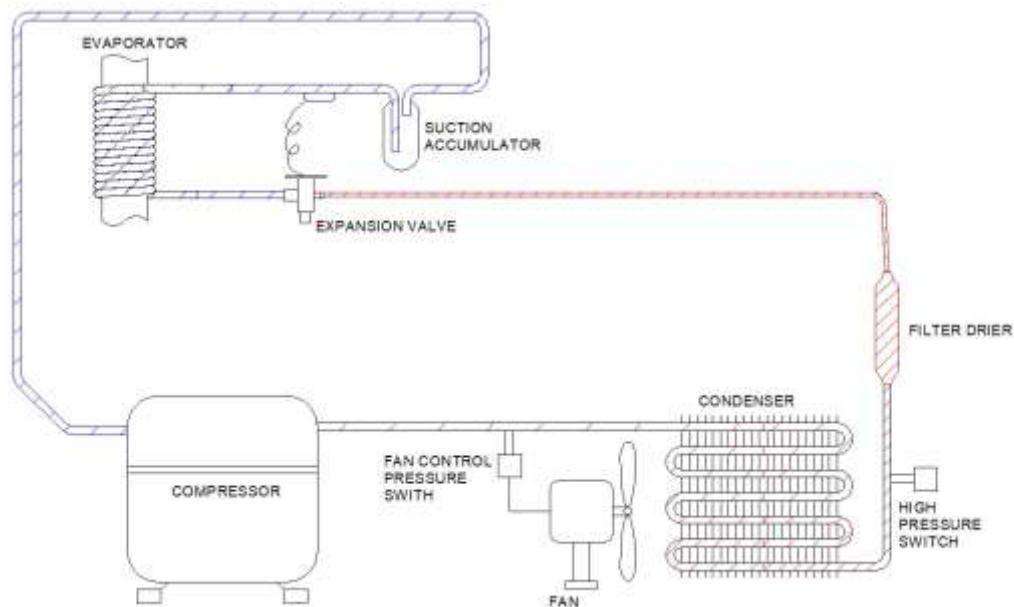 EVAPORATOR
SUCTION
ACCUMULATOR
EXPANSION VALVE
FILTER DRIER
CONDENSER
FAN CONTROL
PRESSURE
SWITH
COMPRESSOR
HIGH
PRESSURE
SWITCH
FAN